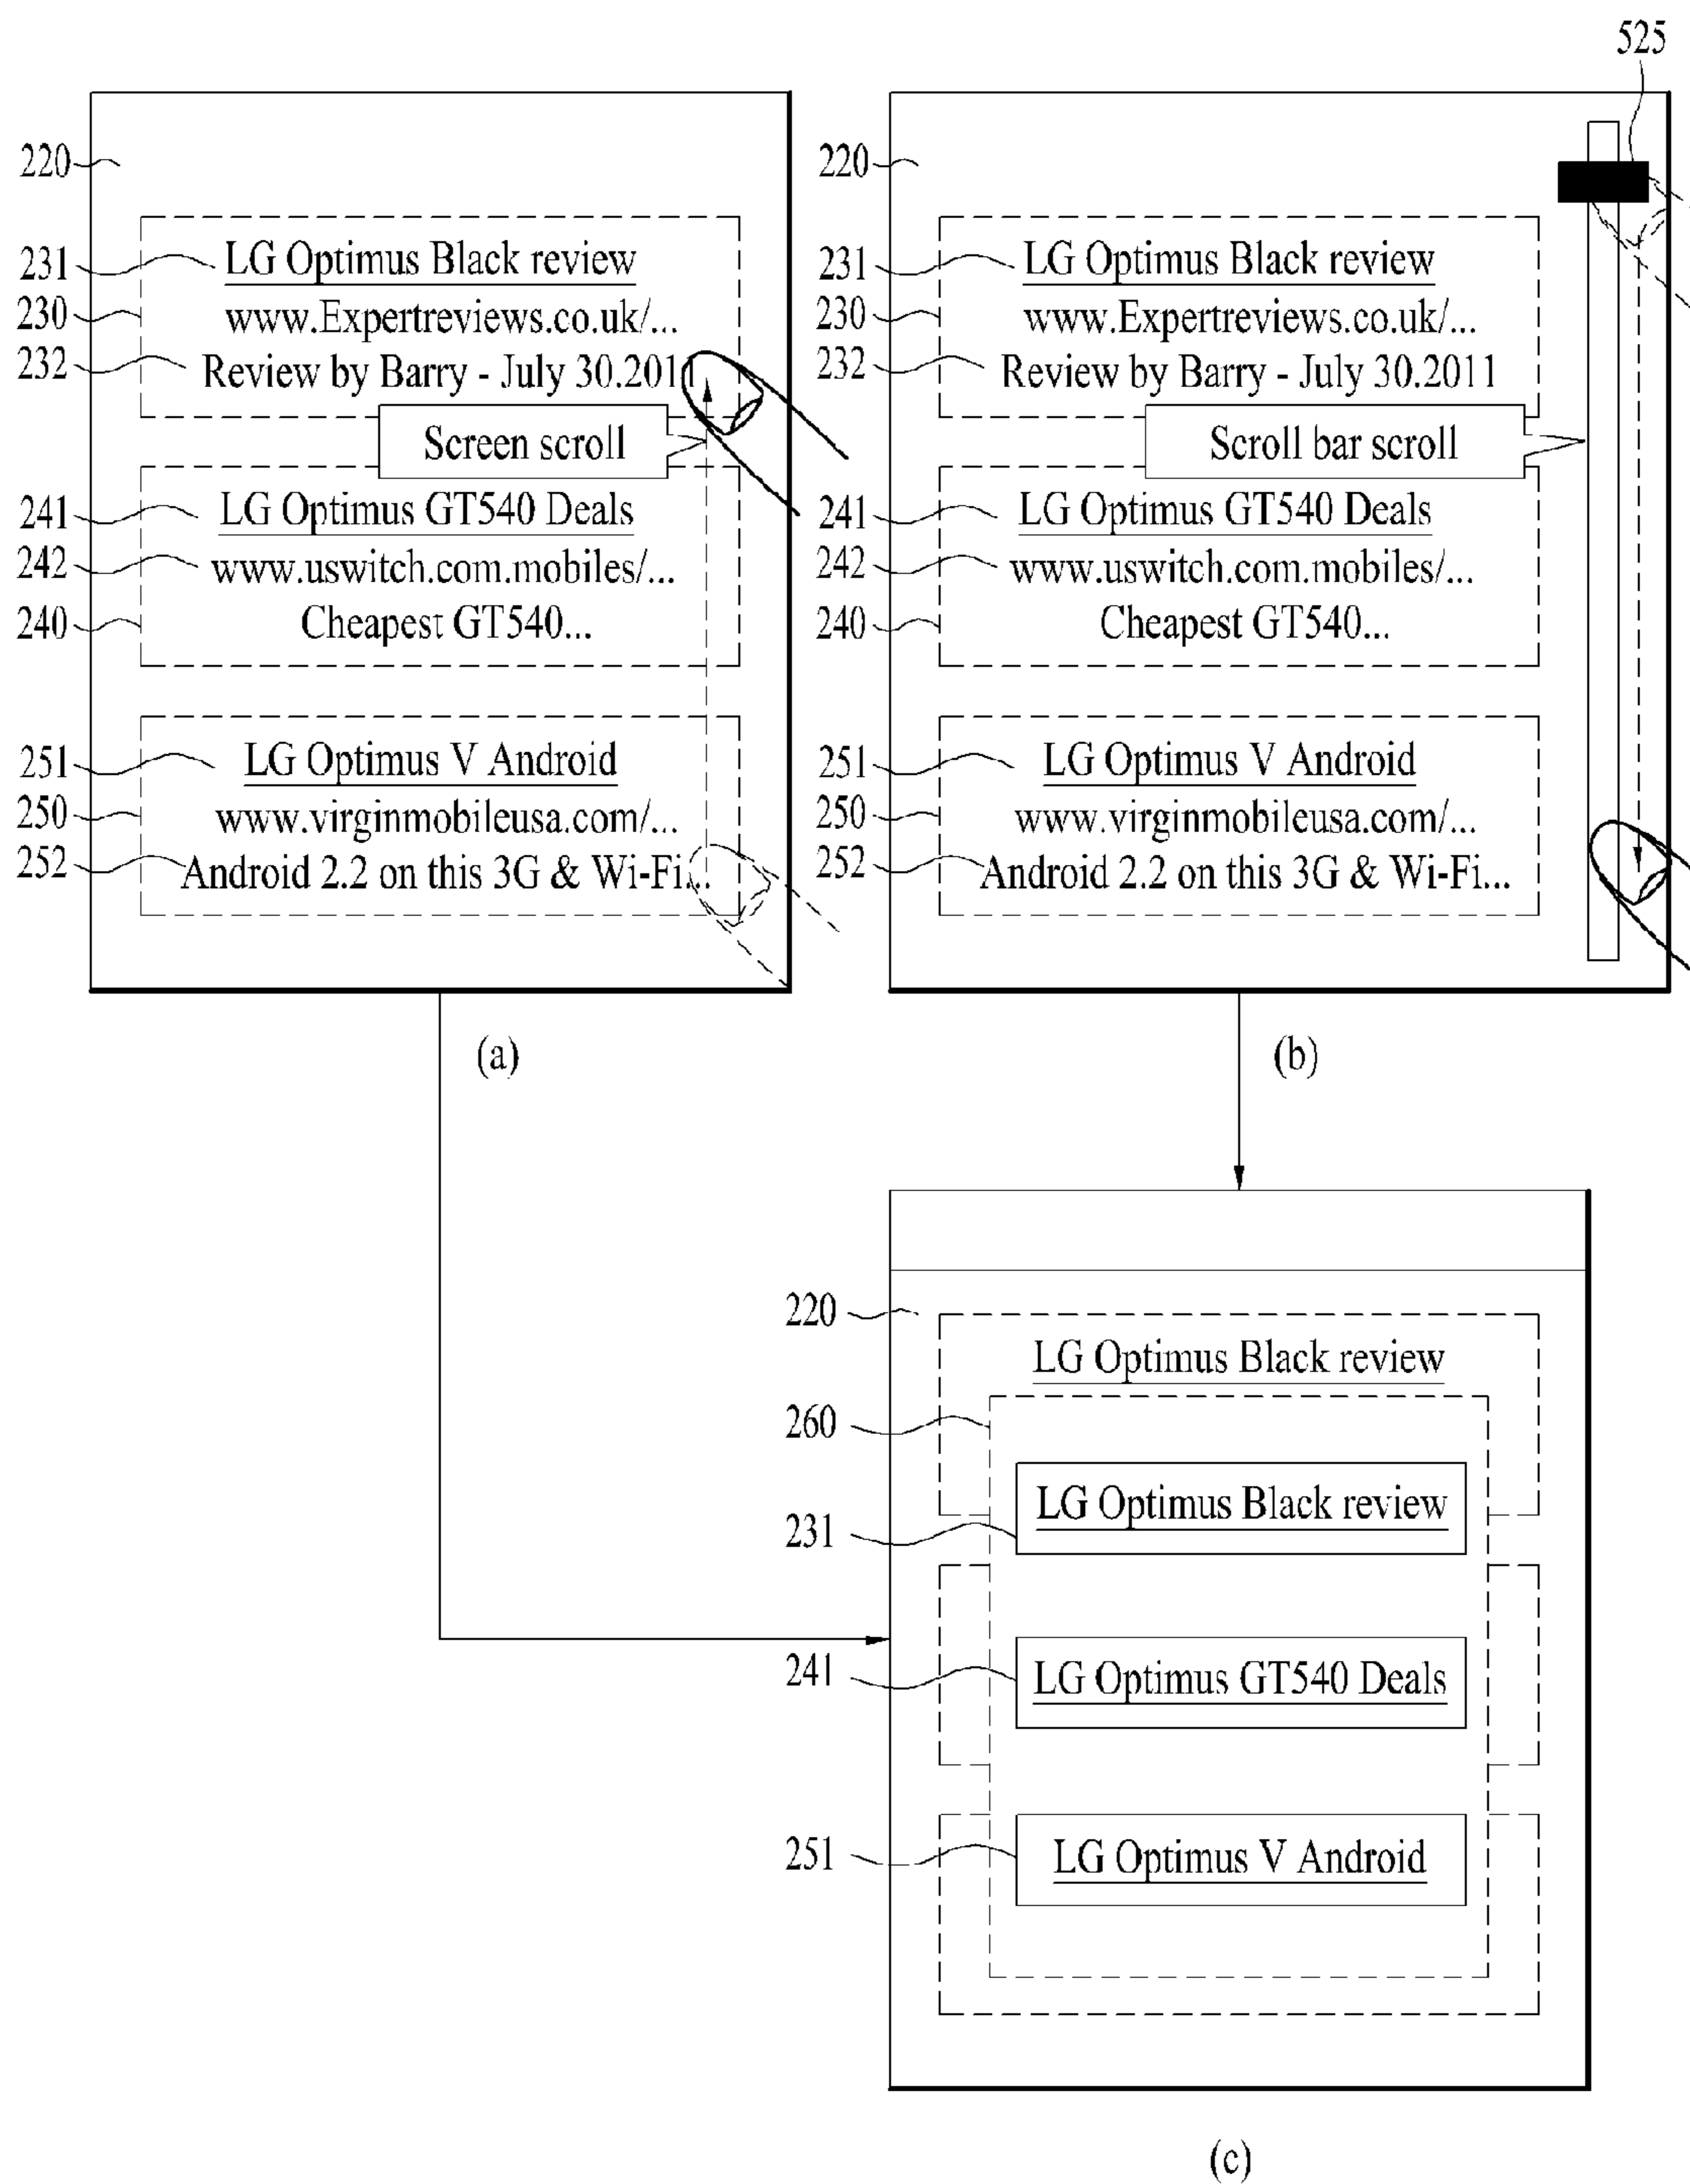 525
220
231
LG Optimus Black review
230
www.Expertreviews.co.uk/...
232
Review by Barry - July 30.2011
Screen scroll
241
LG Optimus GT540 Deals
242
www.uswitch.com.mobiles/...
240
Cheapest GT540...
251
LG Optimus V Android
250
www.virginmobileusa.com/...
252
Android 2.2 on this 3G & Wi-Fi...
(a)
220
231
LG Optimus Black review
230
www.Expertreviews.co.uk/...
232
Review by Barry - July 30.2011
Scroll bar scroll
241
LG Optimus GT540 Deals
242
www.uswitch.com.mobiles/...
240
Cheapest GT540...
251
LG Optimus V Android
250
www.virginmobileusa.com/...
252
Android 2.2 on this 3G & Wi-Fi...
(b)
220
LG Optimus Black review
260
LG Optimus Black review
231
241
LG Optimus GT540 Deals
251
LG Optimus V Android
(c)